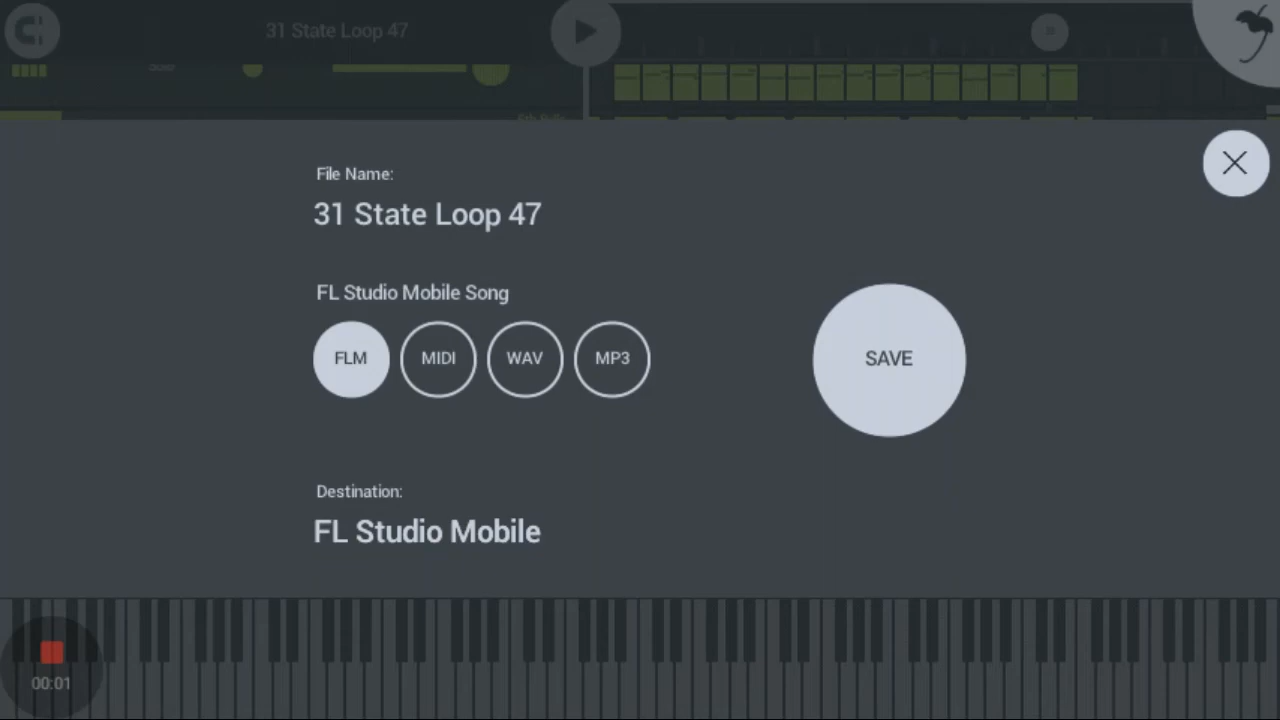 31 State Loop 47
File Name:
31 State Loop 47
FL Studio Mobile Song
FLM MIDI WAV MP3
SAVE
Destination:
FL Studio Mobile
00:01